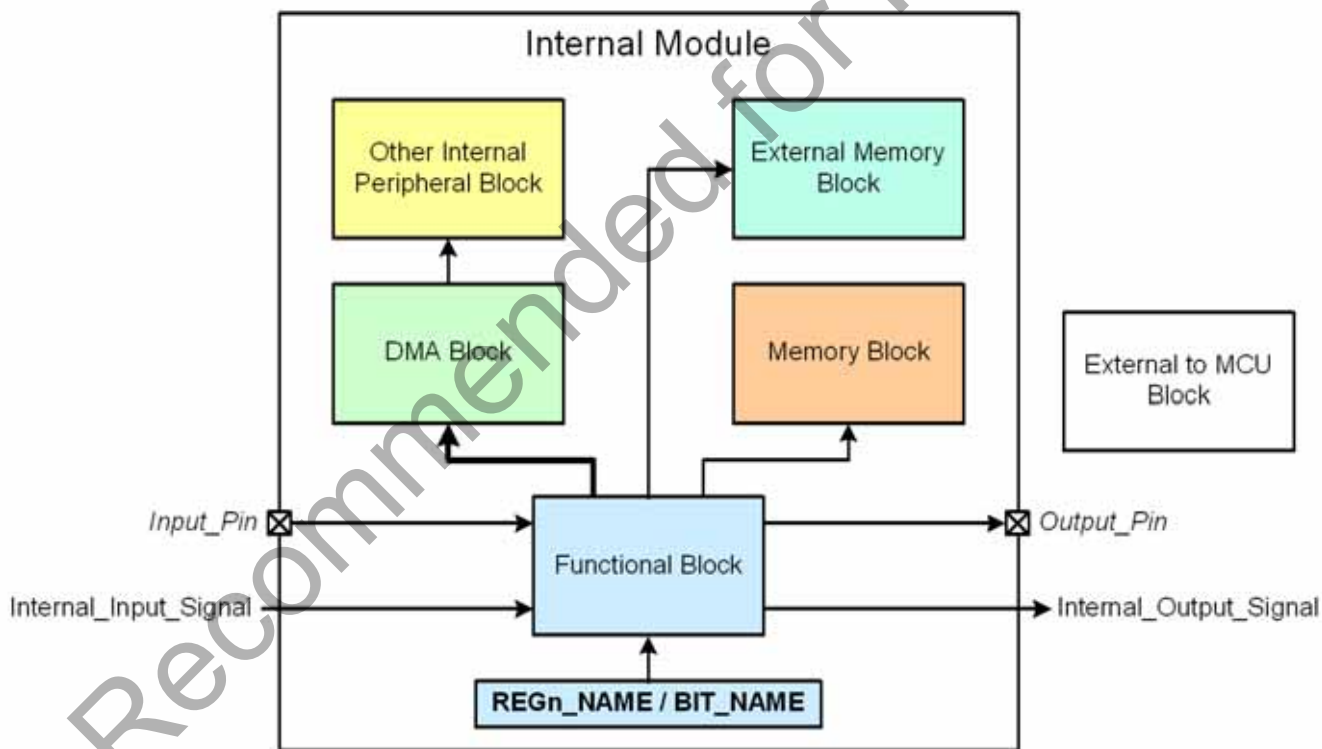 Internal Module
Other Internal
Peripheral Block
External Memory
Block
DMA Block
Memory Block
External to MCU
Block
Input_Pin
Output_Pin
Functional Block
Internal_Input_Signal
Internal_Output_Signal
REGn_NAME / BIT_NAME
Recommended for